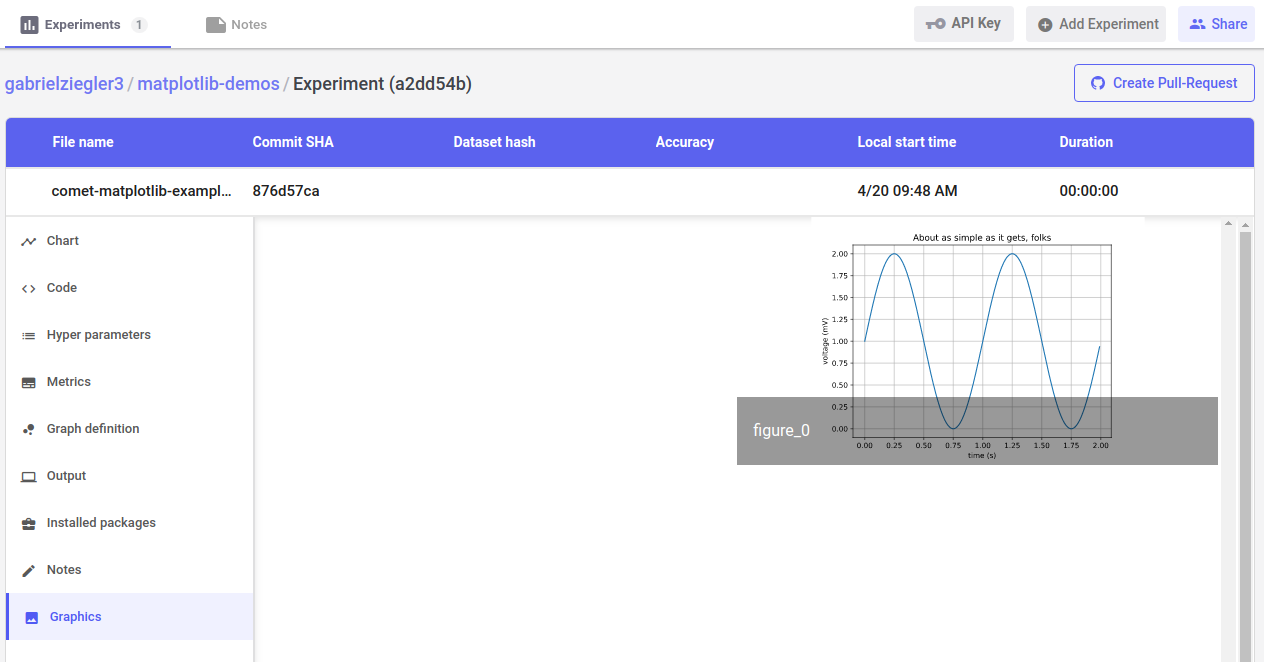 Experiments 1 Notes API Key Add Experiment Share
gabrielziegler3 / matplotlib-demos / Experiment (a2dd54b) Create Pull-Request
File name Commit SHA Dataset hash Accuracy Local start time Duration
comet-matplotlib-exampl... 876d57ca 4/20 09:48 AM 00:00:00
Chart
Code
Hyper parameters
Metrics
Graph definition
Output
Installed packages
Notes
Graphics
About as simple as it gets, folks
2.00
1.75
1.50
1.25
1.00
0.75
0.50
0.25
0.00
voltage (mV)
0.00 0.25 0.50 0.75 1.00 1.25 1.50 1.75 2.00
time (s)
figure_0